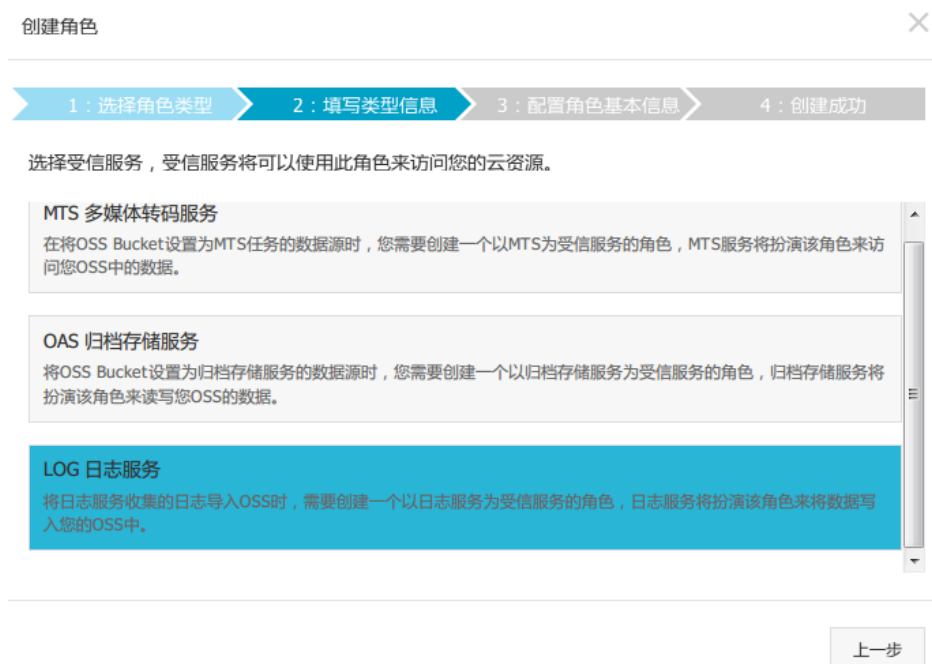 创建角色
1：选择角色类型
2：填写类型信息
3：配置角色基本信息
4：创建成功
选择受信服务，受信服务将可以使用此角色来访问您的云资源。
MTS 多媒体转码服务
在将OSS Bucket设置为MTS任务的数据源时，您需要创建一个以MTS为受信服务的角色，MTS服务将扮演该角色来访
问您OSS中的数据。
OAS 归档存储服务
将OSS Bucket设置为归档存储服务的数据源时，您需要创建一个以归档存储服务为受信服务的角色，归档存储服务将
扮演该角色来读写您OSS的数据。
LOG 日志服务
将日志服务收集的日志导入OSS时，需要创建一个以日志服务为受信服务的角色，日志服务将扮演该角色来将数据写
入您的OSS中。
上一步